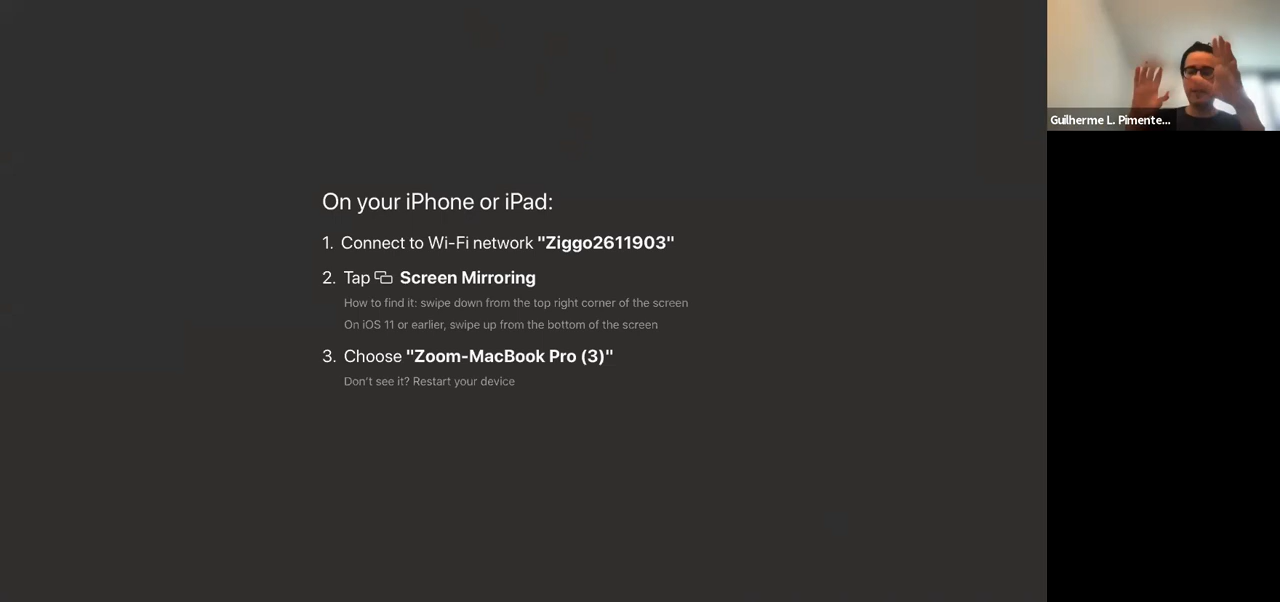 On your iPhone or iPad:
1. Connect to Wi-Fi network "Ziggo2611903"
2. Tap Screen Mirroring
How to find it: swipe down from the top right corner of the screen
On iOS 11 or earlier, swipe up from the bottom of the screen
3. Choose "Zoom-MacBook Pro (3)"
Don't see it? Restart your device
Guilherme L. Pimente...